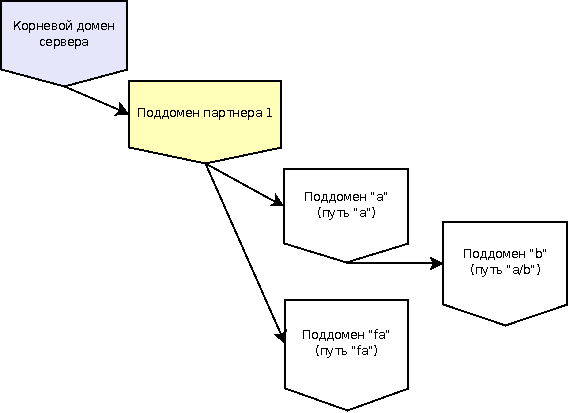 Корневой домен
сервера
Поддомен партнера 1
Поддомен "a"
(путь "a")
Поддомен "b"
(путь "a/b")
Поддомен "fa"
(путь "fa")